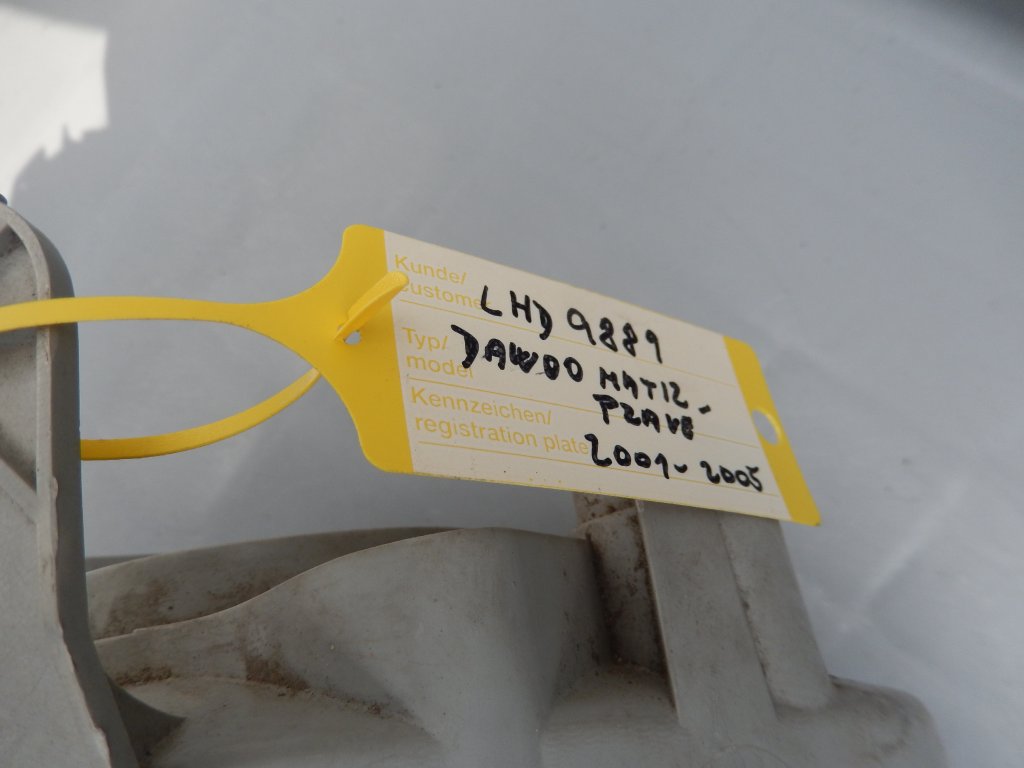 Kunde/
customer LHD 9889
Typ/
model DAWOO MATIZ -
PRAVE
Kennzeichen/
registration plate 2001-2005